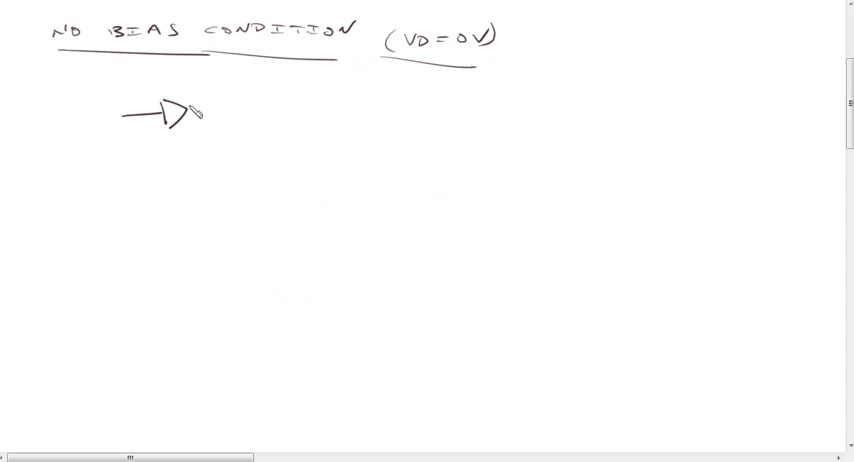 NO BIAS CONDITION (VD = 0V)